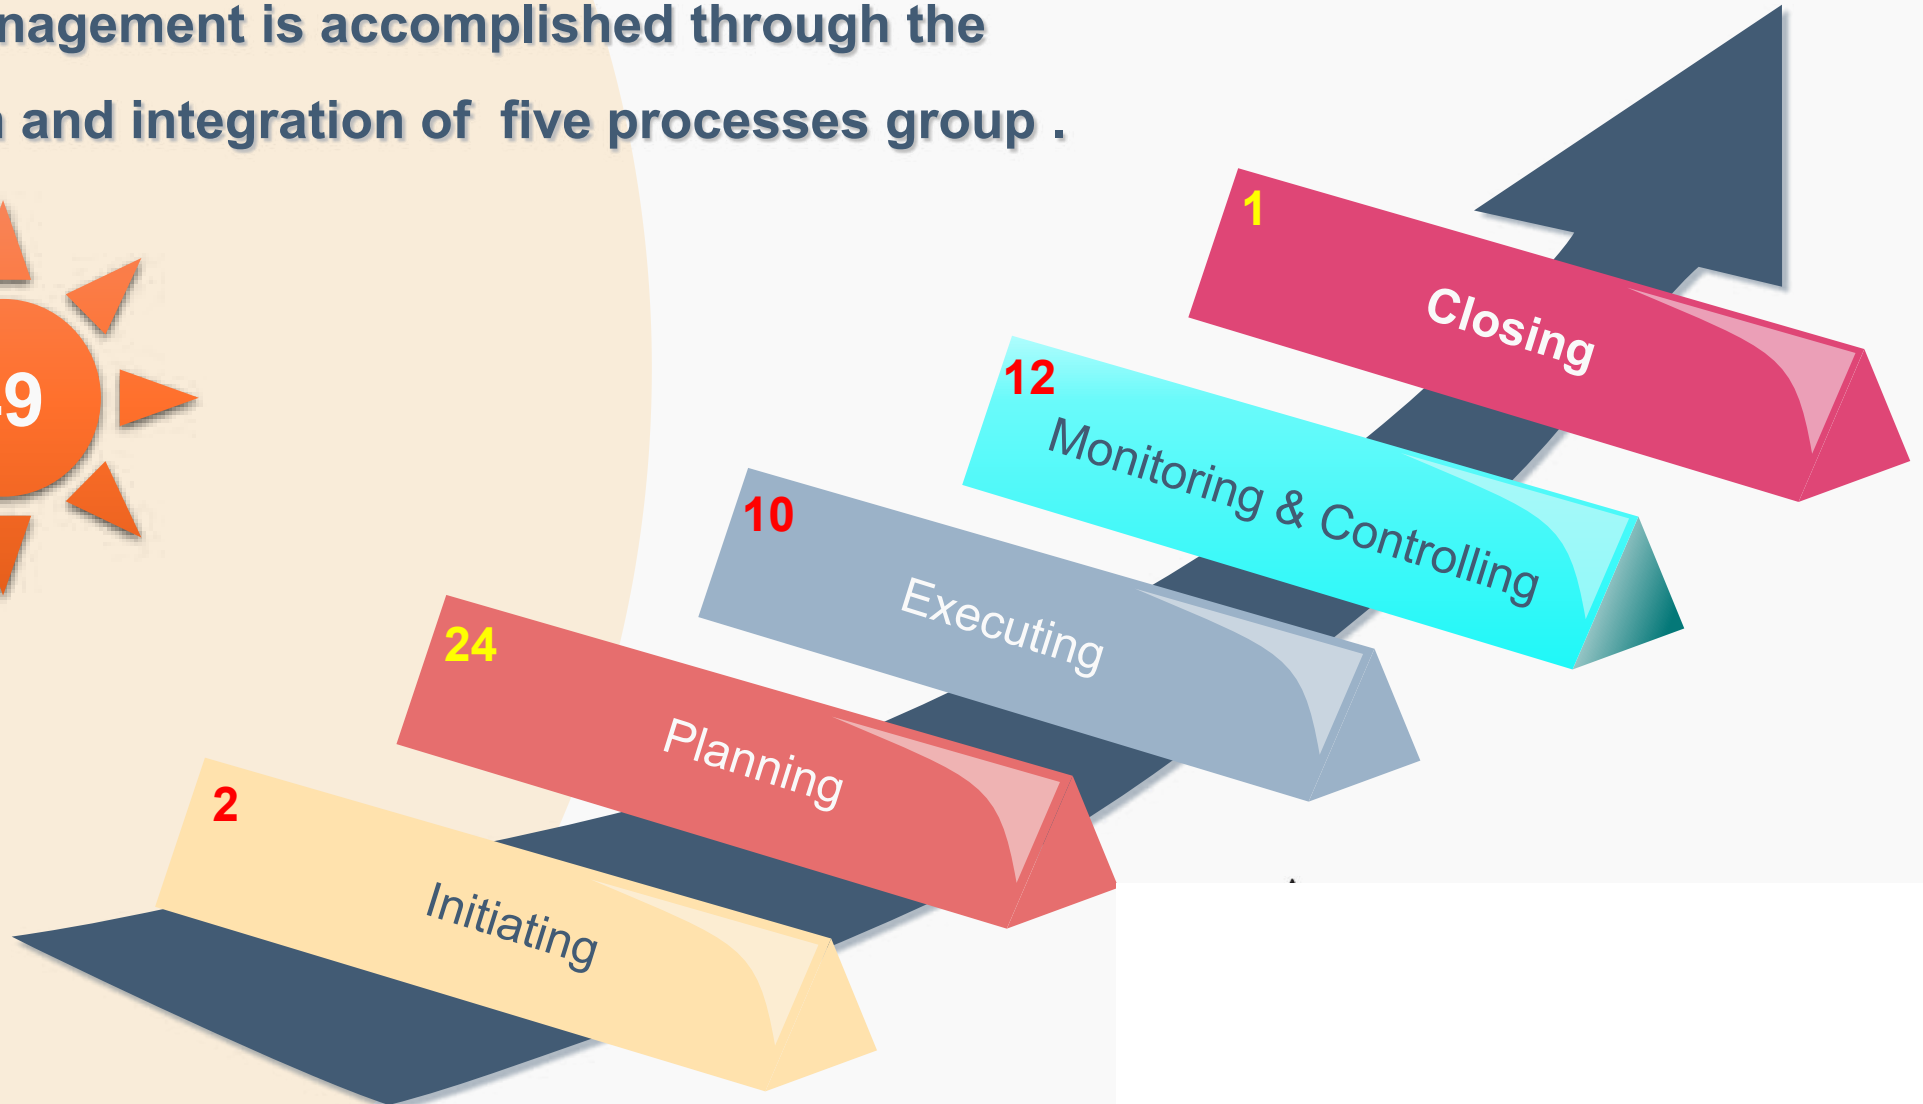 nagement is accomplished through the
and integration of five processes group .
1
Closing
12
Monitoring & Controlling
9
10
Executing
24
Planning
2
Initiating